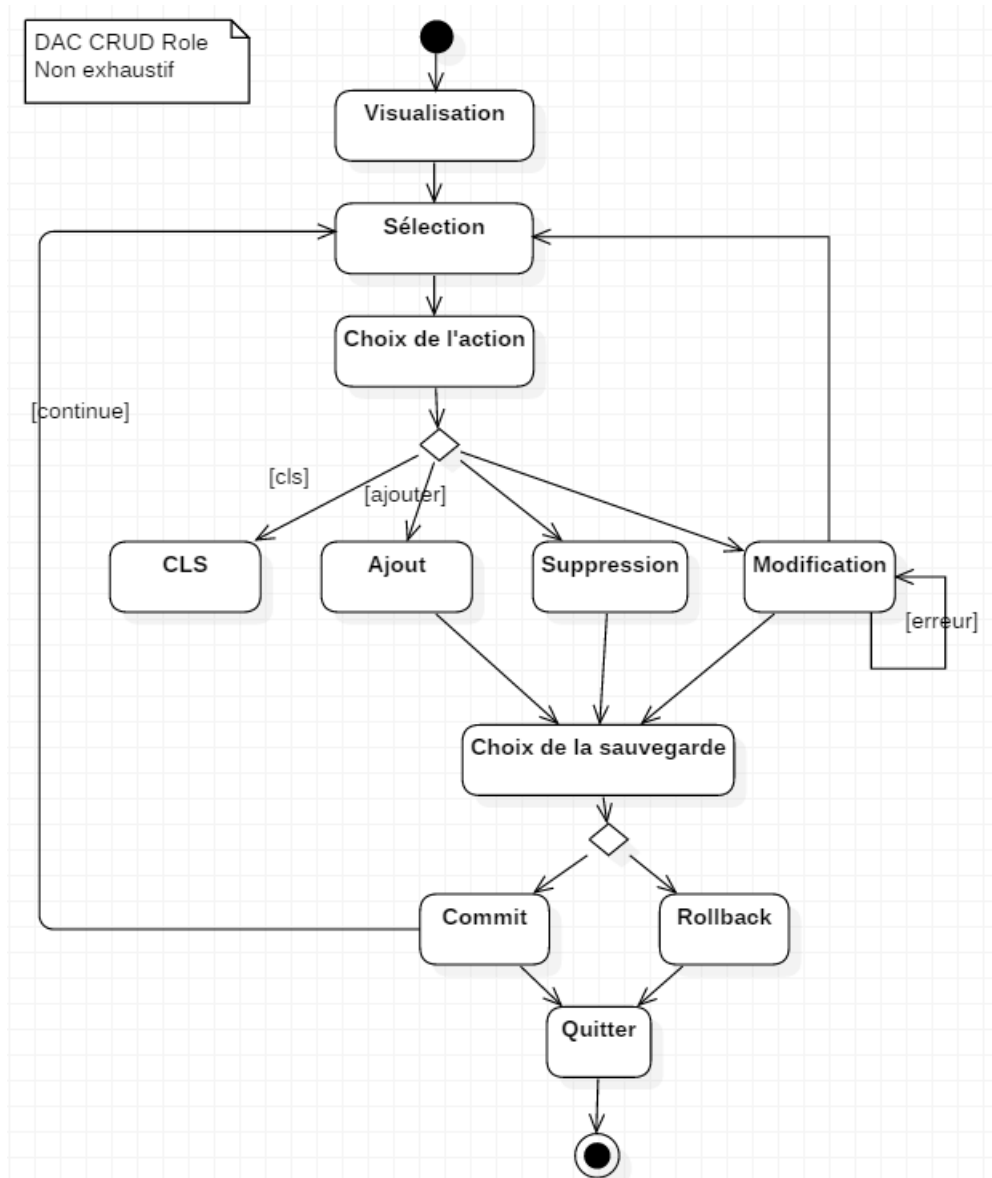 DAC CRUD Role
Non exhaustif
Visualisation
Sélection
Choix de l'action
[continue]
[cls]
[ajouter]
CLS
Ajout
Suppression
Modification
[erreur]
Choix de la sauvegarde
Commit
Rollback
Quitter